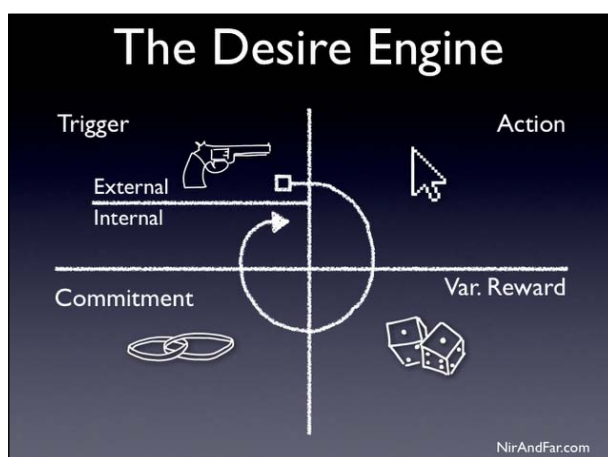 The Desire Engine
Trigger
Action
External
Internal
Commitment
Var. Reward
NirAndFar.com